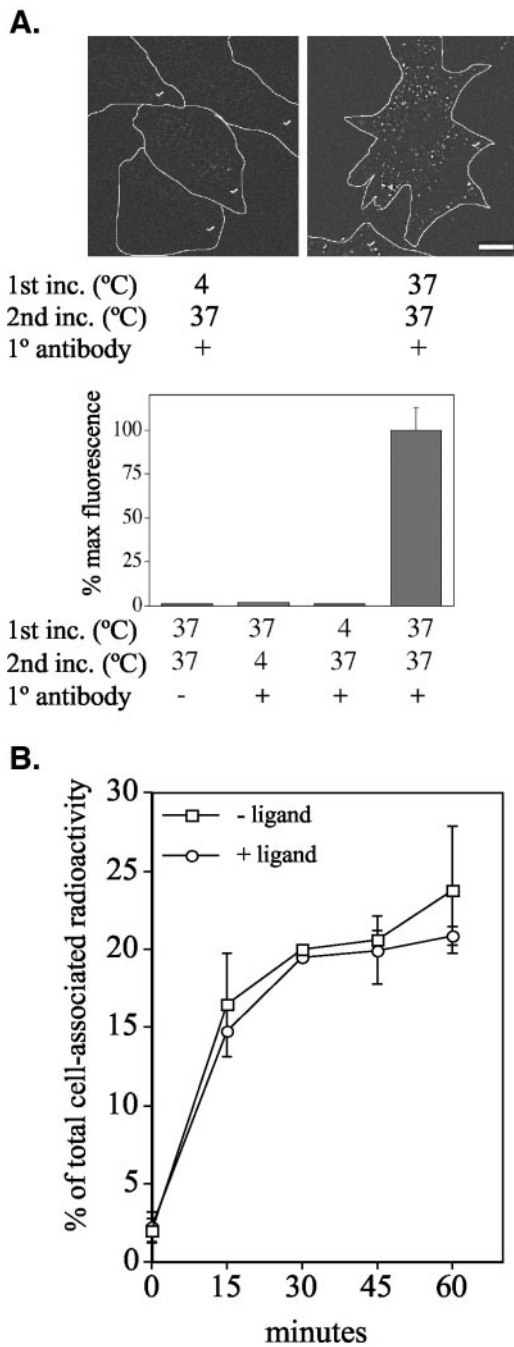 A.
1st inc. (ºC) 4 37
2nd inc. (ºC) 37 37
1º antibody + +
% max fluorescence
100
75
50
25
0
1st inc. (ºC) 37 37 4 37
2nd inc. (ºC) 37 4 37 37
1º antibody - + + +
B.
% of total cell-associated radioactivity
30
25
20
15
10
5
0
- ligand
+ ligand
0 15 30 45 60
minutes